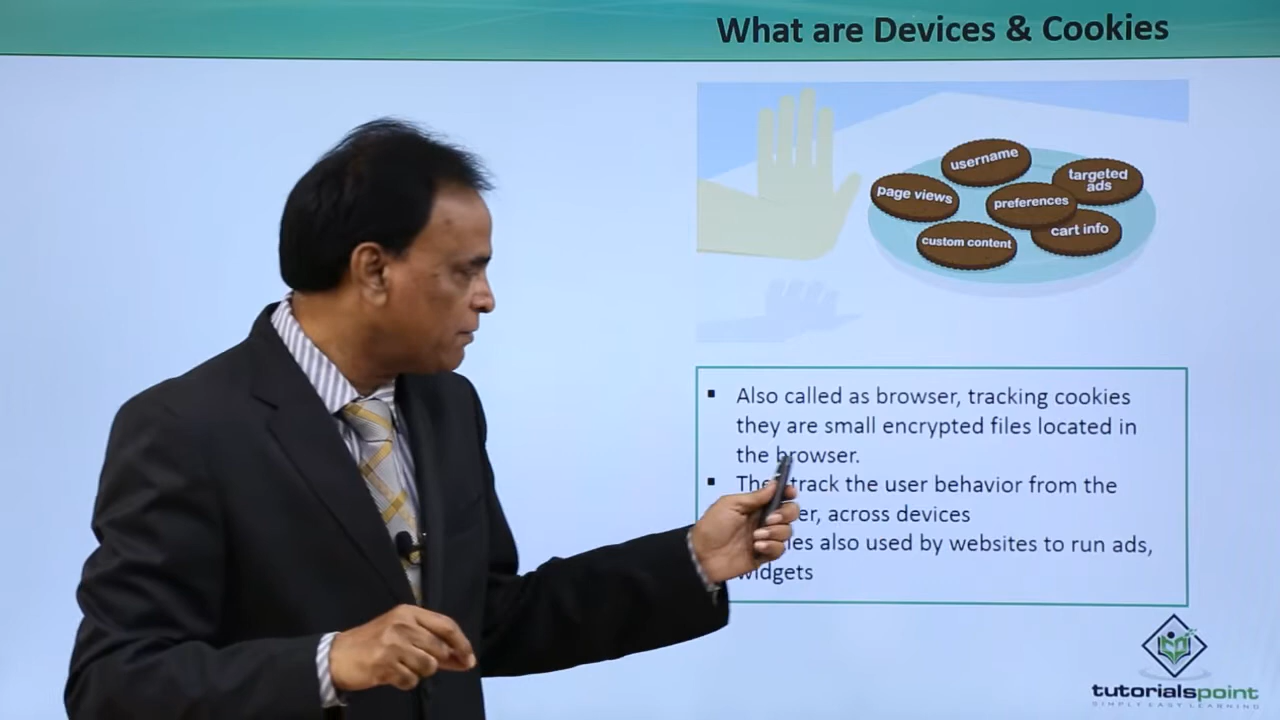 What are Devices & Cookies
username
targeted
ads
page views
preferences
cart info
custom content
▪ Also called as browser, tracking cookies
they are small encrypted files located in
the browser.
▪ They track the user behavior from the
across devices
also used by websites to run ads,
widgets
tutorialspoint
SIMPLY EASY LEARNING